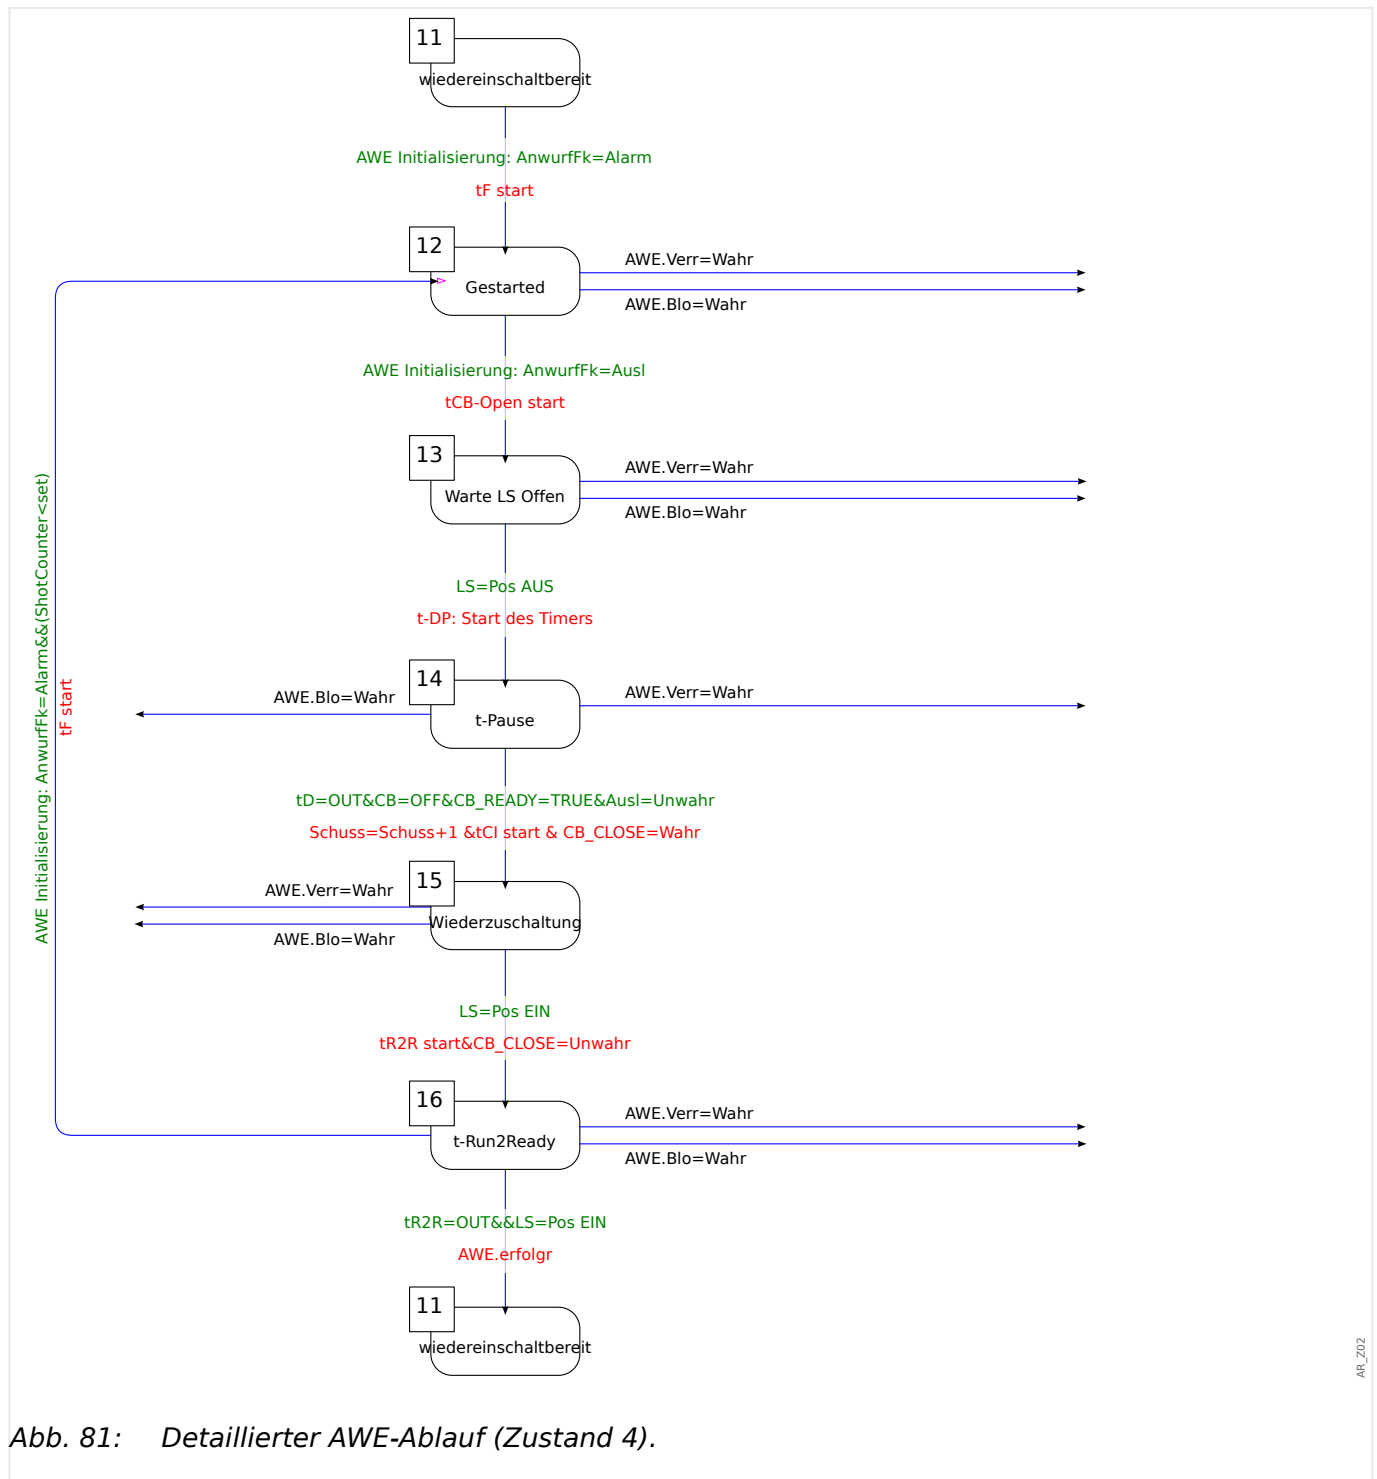 11
wiedereinschaltbereit
AWE Initialisierung: AnwurfFk=Alarm
tF start
12
Gestarted
AWE.Verr=Wahr
AWE.Blo=Wahr
AWE Initialisierung: AnwurfFk=Ausl
tCB-Open start
13
Warte LS Offen
AWE.Verr=Wahr
AWE.Blo=Wahr
AWE Initialisierung: AnwurfFk=Alarm&&(ShotCounter<set)
tF start
LS=Pos AUS
t-DP: Start des Timers
14
t-Pause
AWE.Blo=Wahr
AWE.Verr=Wahr
tD=OUT&CB=OFF&CB_READY=TRUE&Ausl=Unwahr
Schuss=Schuss+1 &tCI start & CB_CLOSE=Wahr
15
Wiederzuschaltung
AWE.Verr=Wahr
AWE.Blo=Wahr
LS=Pos EIN
tR2R start&CB_CLOSE=Unwahr
16
t-Run2Ready
AWE.Verr=Wahr
AWE.Blo=Wahr
tR2R=OUT&&LS=Pos EIN
AWE.erfolgr
11
wiedereinschaltbereit
AR_Z02
Abb. 81: Detaillierter AWE-Ablauf (Zustand 4).